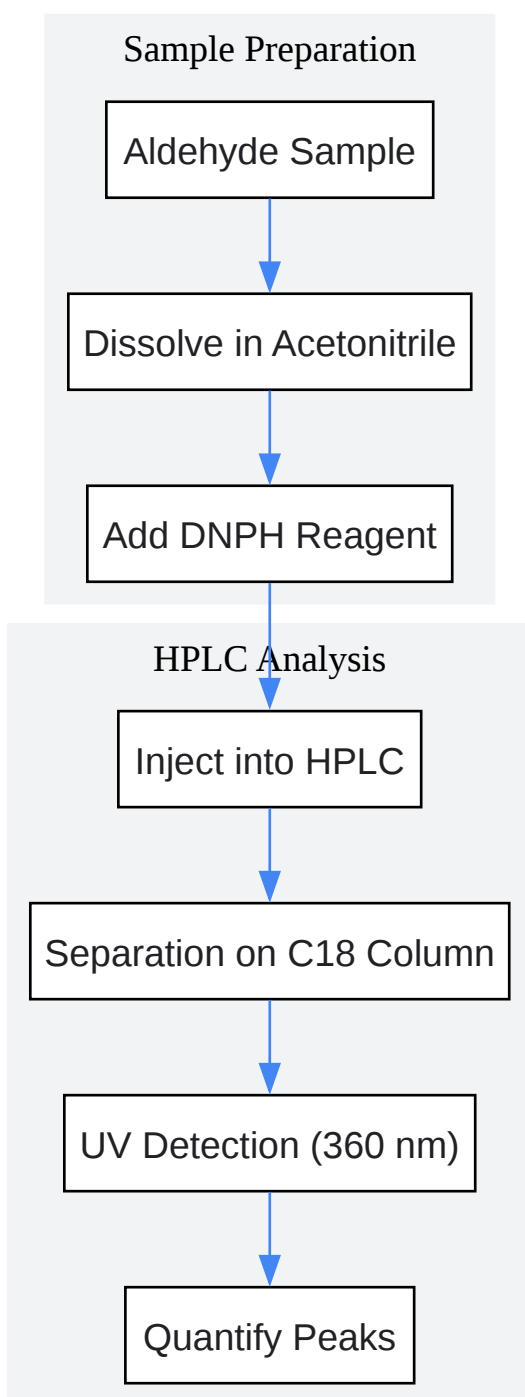 Sample Preparation
Aldehyde Sample
Dissolve in Acetonitrile
Add DNPH Reagent
HPLC Analysis
Inject into HPLC
Separation on C18 Column
UV Detection (360 nm)
Quantify Peaks